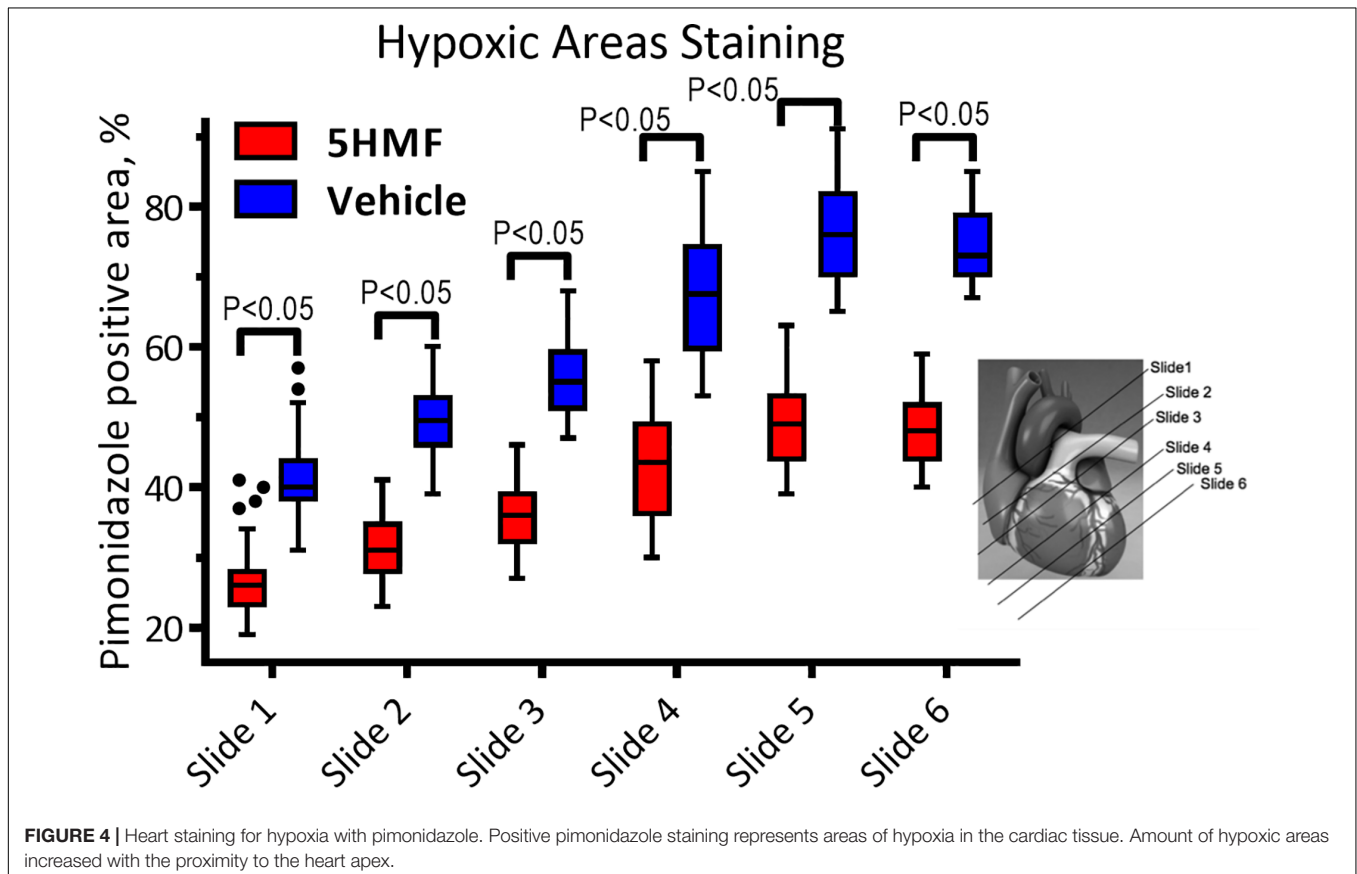 Hypoxic Areas Staining
Pimonidazole positive area, %
5HMF
Vehicle
80
60
40
20
P<0.05
P<0.05
P<0.05
P<0.05
P<0.05
P<0.05
Slide 1
Slide 2
Slide 3
Slide 4
Slide 5
Slide 6
Slide1
Slide 2
Slide 3
Slide 4
Slide 5
Slide 6
FIGURE 4 | Heart staining for hypoxia with pimonidazole. Positive pimonidazole staining represents areas of hypoxia in the cardiac tissue. Amount of hypoxic areas
increased with the proximity to the heart apex.